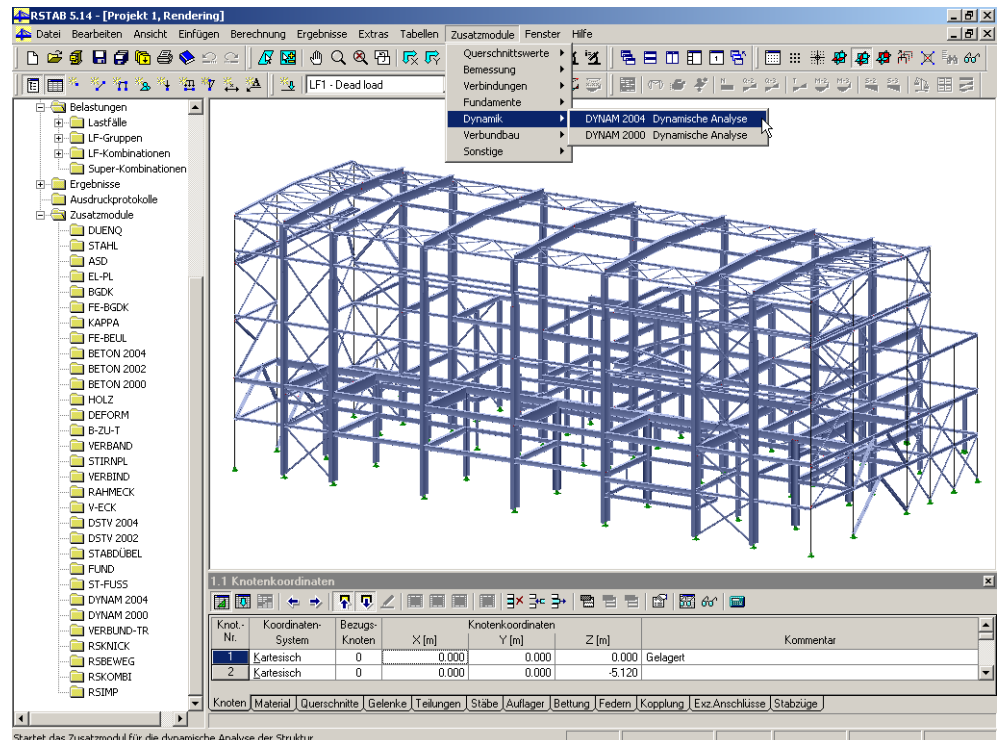 RSTAB 5.14 - [Projekt 1, Rendering]
Datei Bearbeiten Ansicht Einfügen Berechnung Ergebnisse Extras Tabellen Zusatzmodule Fenster Hilfe
LF1 - Dead load
Querschnittswerte
Bemessung
Verbindungen
Fundamente
Dynamik
Verbundbau
Sonstige
DYNAM 2004 Dynamische Analyse
DYNAM 2000 Dynamische Analyse
Belastungen
Lastfälle
LF-Gruppen
LF-Kombinationen
Super-Kombinationen
Ergebnisse
Ausdruckprotokolle
Zusatzmodule
DUENQ
STAHL
ASD
EL-PL
BGDK
FE-BGDK
KAPPA
FE-BEUL
BETON 2004
BETON 2002
BETON 2000
HOLZ
DEFORM
B-ZU-T
VERBAND
STIRNPL
VERBIND
RAHMECK
V-ECK
DSTV 2004
DSTV 2002
STABDÜBEL
FUND
ST-FUSS
DYNAM 2004
DYNAM 2000
VERBUND-TR
RSKNICK
RSBEWEG
RSKOMBI
RSIMP
1.1 Knotenkoordinaten
Knot.- Koordinaten- Bezugs- Knotenkoordinaten
Nr. System Knoten X [m] Y [m] Z [m] Kommentar
1 Kartesisch 0 0.000 0.000 0.000 Gelagert
2 Kartesisch 0 0.000 0.000 -5.120
Knoten Material Querschnitte Gelenke Teilungen Stäbe Auflager Bettung Federn Kopplung Exz.Anschlüsse Stabzüge
Startet das Zusatzmodul für die dynamische Analyse der Struktur